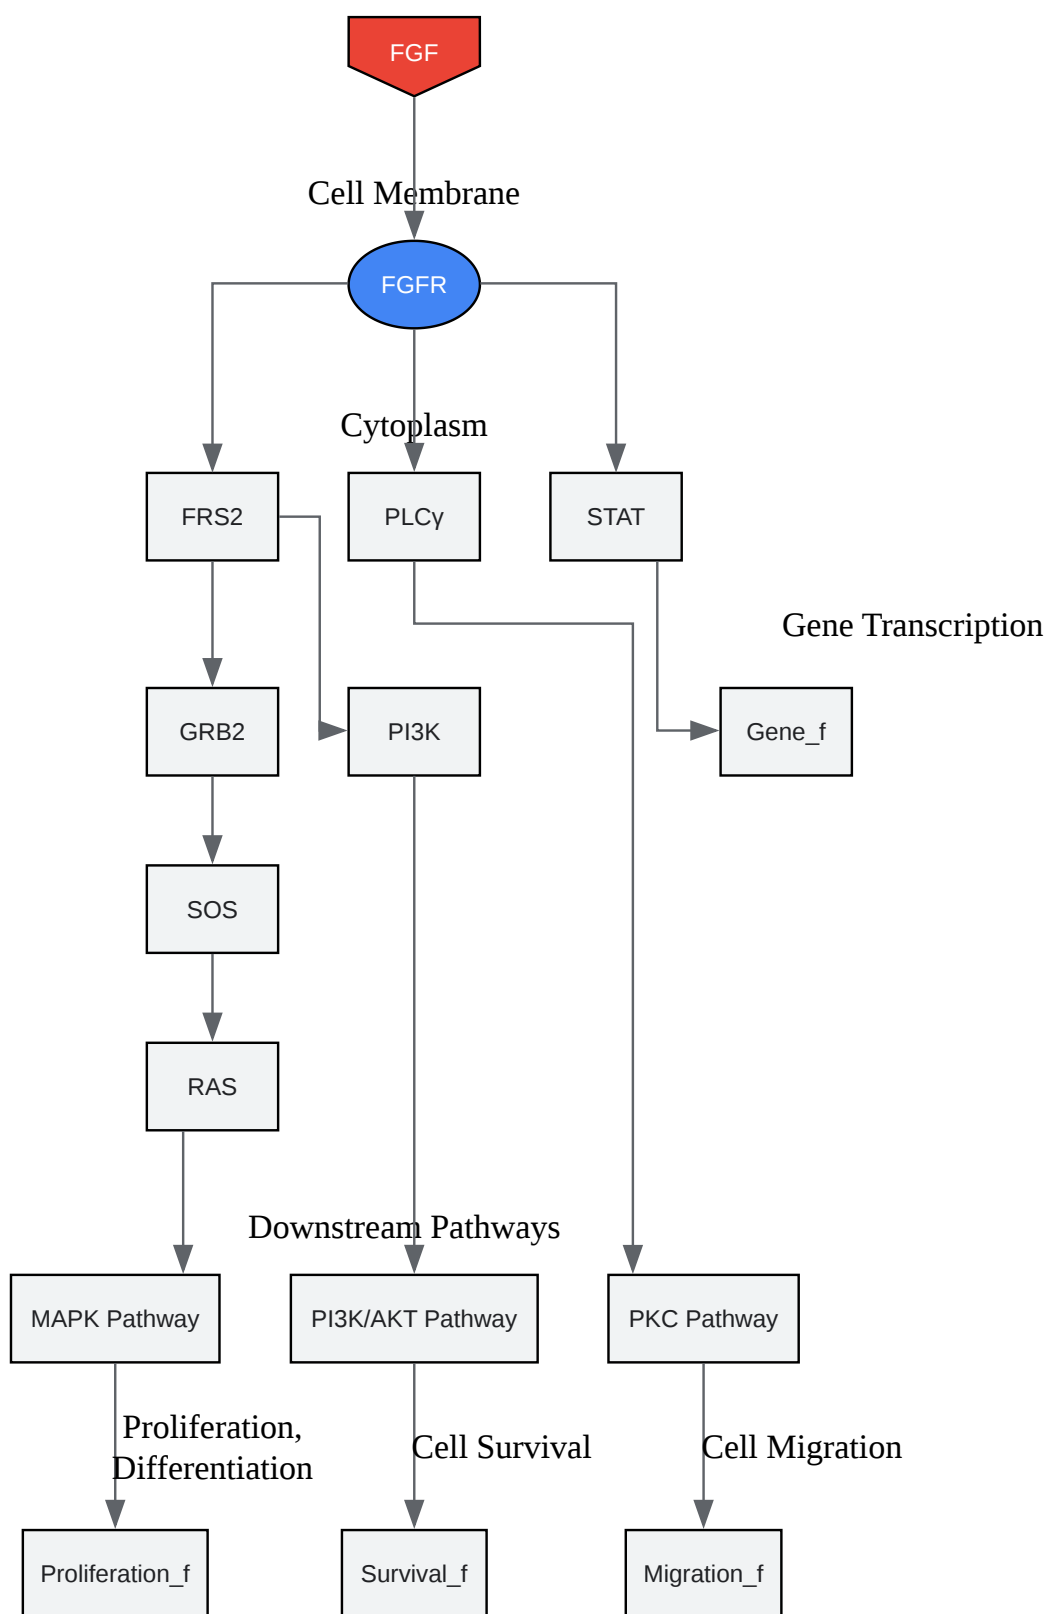 FGF
Cell Membrane
FGFR
Cytoplasm
FRS2
PLCγ
STAT
Gene Transcription
GRB2
PI3K
Gene_f
SOS
RAS
Downstream Pathways
MAPK Pathway
PI3K/AKT Pathway
PKC Pathway
Proliferation,
Differentiation
Cell Survival
Cell Migration
Proliferation_f
Survival_f
Migration_f